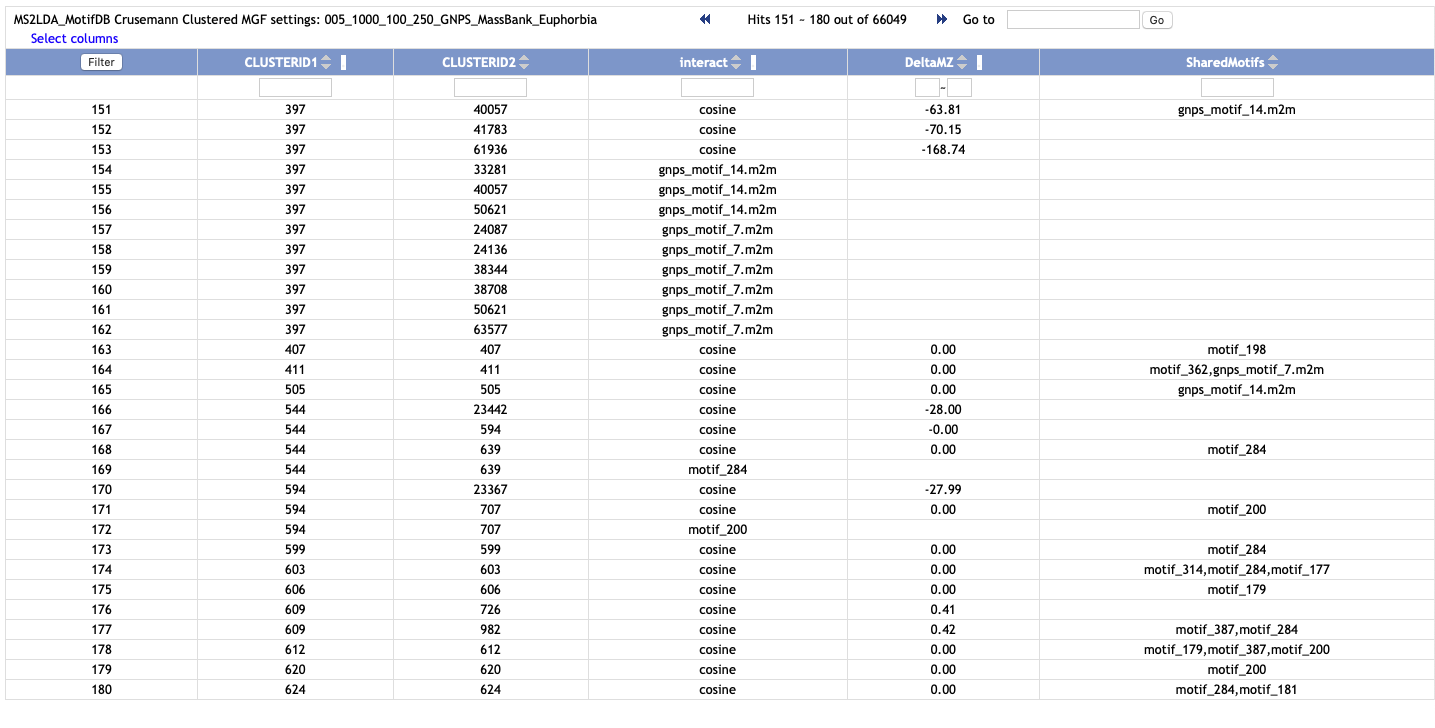 MS2LDA_MotifDB Crusemann Clustered MGF settings: 005_1000_100_250_GNPS_MassBank_Euphorbia Hits 151 ~ 180 out of 66049 Go to Go
Select columns
Filter CLUSTERID1 CLUSTERID2 interact DeltaMZ SharedMotifs
~
151 397 40057 cosine -63.81 gnps_motif_14.m2m
152 397 41783 cosine -70.15
153 397 61936 cosine -168.74
154 397 33281 gnps_motif_14.m2m
155 397 40057 gnps_motif_14.m2m
156 397 50621 gnps_motif_14.m2m
157 397 24087 gnps_motif_7.m2m
158 397 24136 gnps_motif_7.m2m
159 397 38344 gnps_motif_7.m2m
160 397 38708 gnps_motif_7.m2m
161 397 50621 gnps_motif_7.m2m
162 397 63577 gnps_motif_7.m2m
163 407 407 cosine 0.00 motif_198
164 411 411 cosine 0.00 motif_362,gnps_motif_7.m2m
165 505 505 cosine 0.00 gnps_motif_14.m2m
166 544 23442 cosine -28.00
167 544 594 cosine -0.00
168 544 639 cosine 0.00 motif_284
169 544 639 motif_284
170 594 23367 cosine -27.99
171 594 707 cosine 0.00 motif_200
172 594 707 motif_200
173 599 599 cosine 0.00 motif_284
174 603 603 cosine 0.00 motif_314,motif_284,motif_177
175 606 606 cosine 0.00 motif_179
176 609 726 cosine 0.41
177 609 982 cosine 0.42 motif_387,motif_284
178 612 612 cosine 0.00 motif_179,motif_387,motif_200
179 620 620 cosine 0.00 motif_200
180 624 624 cosine 0.00 motif_284,motif_181